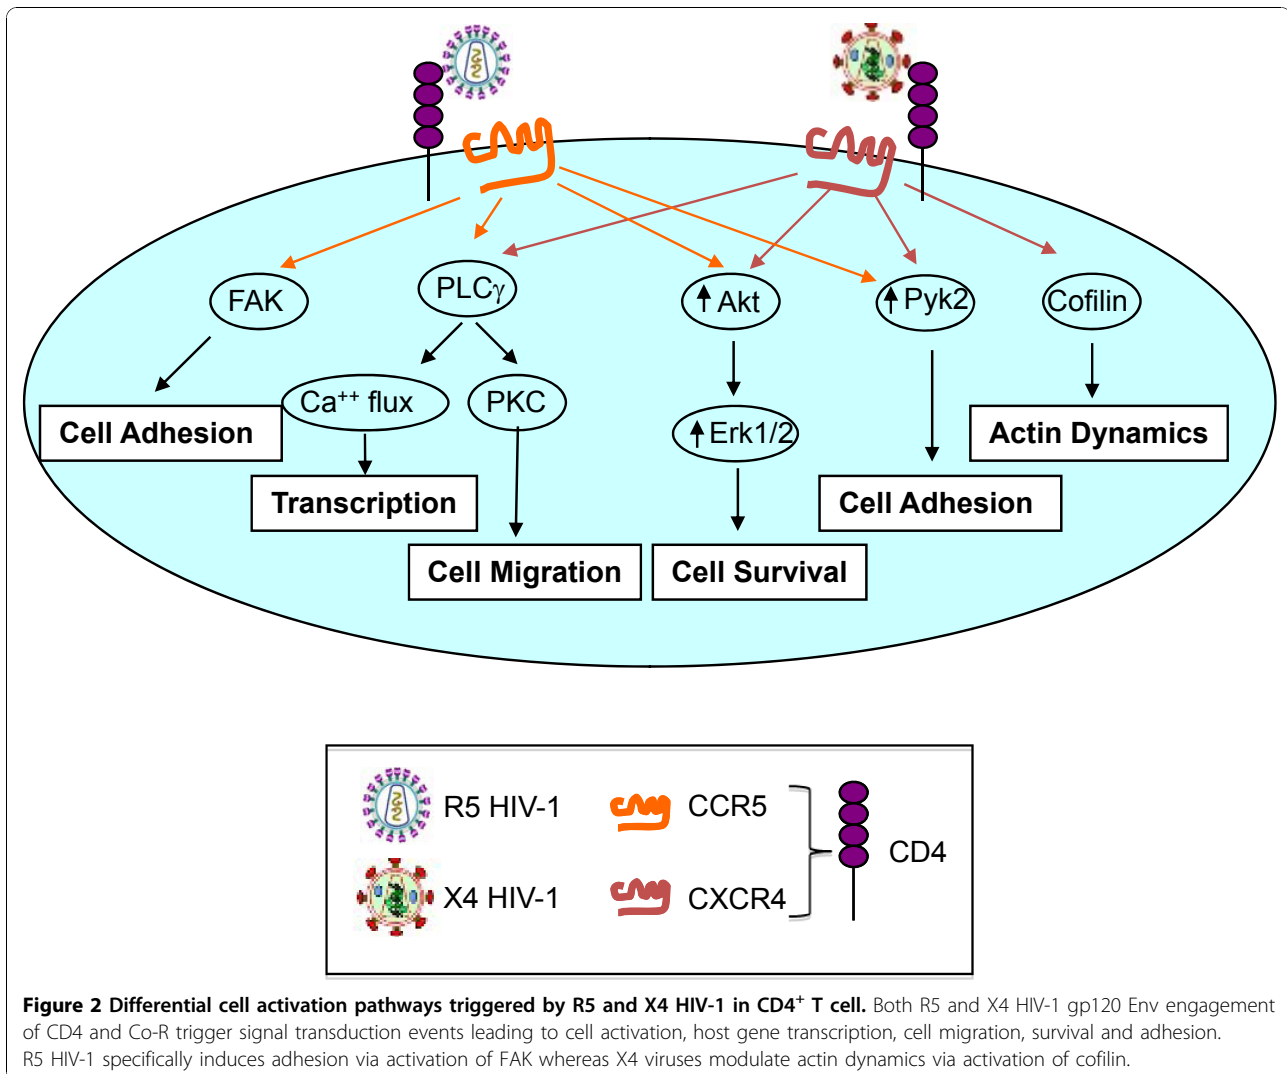 FAK
PLCγ
↑ Akt
↑ Pyk2
Cofilin
Ca++ flux
PKC
Cell Adhesion
↑ Erk1/2
Actin Dynamics
Transcription
Cell Adhesion
Cell Migration
Cell Survival
R5 HIV-1
CCR5
CD4
X4 HIV-1
CXCR4
Figure 2 Differential cell activation pathways triggered by R5 and X4 HIV-1 in CD4+ T cell. Both R5 and X4 HIV-1 gp120 Env engagement
of CD4 and Co-R trigger signal transduction events leading to cell activation, host gene transcription, cell migration, survival and adhesion.
R5 HIV-1 specifically induces adhesion via activation of FAK whereas X4 viruses modulate actin dynamics via activation of cofilin.